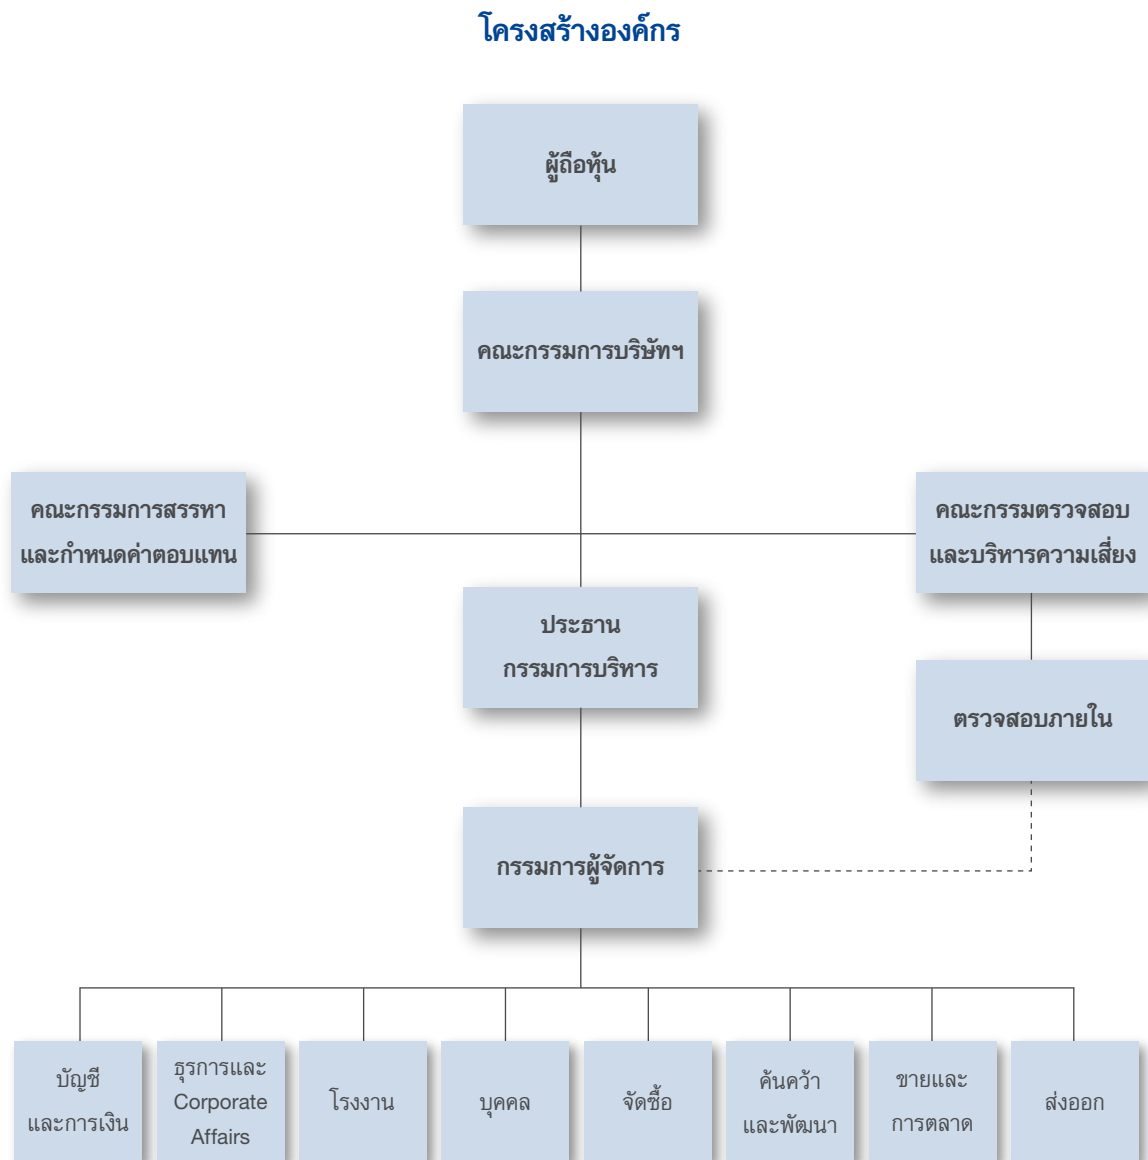 โครงสร้างองค์กร
ผู้ถือหุ้น
คณะกรรมการบริษัทฯ
คณะกรรมการสรรหา
และกำหนดค่าตอบแทน
คณะกรรมตรวจสอบ
และบริหารความเสี่ยง
ประธาน
กรรมการบริหาร
ตรวจสอบภายใน
กรรมการผู้จัดการ
บัญชี
และการเงิน
ธุรการและ
Corporate
Affairs
โรงงาน
บุคคล
จัดซื้อ
ค้นคว้า
และพัฒนา
ขายและ
การตลาด
ส่งออก